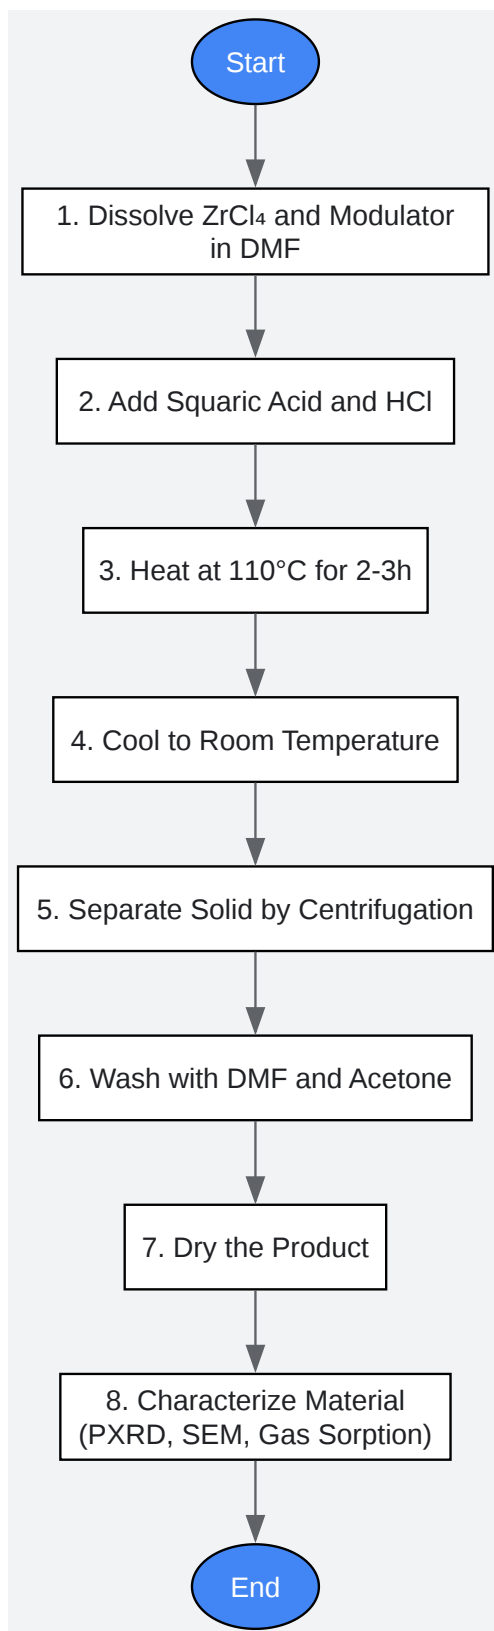 Start
1. Dissolve ZrCl₄ and Modulator
in DMF
2. Add Squaric Acid and HCl
3. Heat at 110°C for 2-3h
4. Cool to Room Temperature
5. Separate Solid by Centrifugation
6. Wash with DMF and Acetone
7. Dry the Product
8. Characterize Material
(PXRD, SEM, Gas Sorption)
End